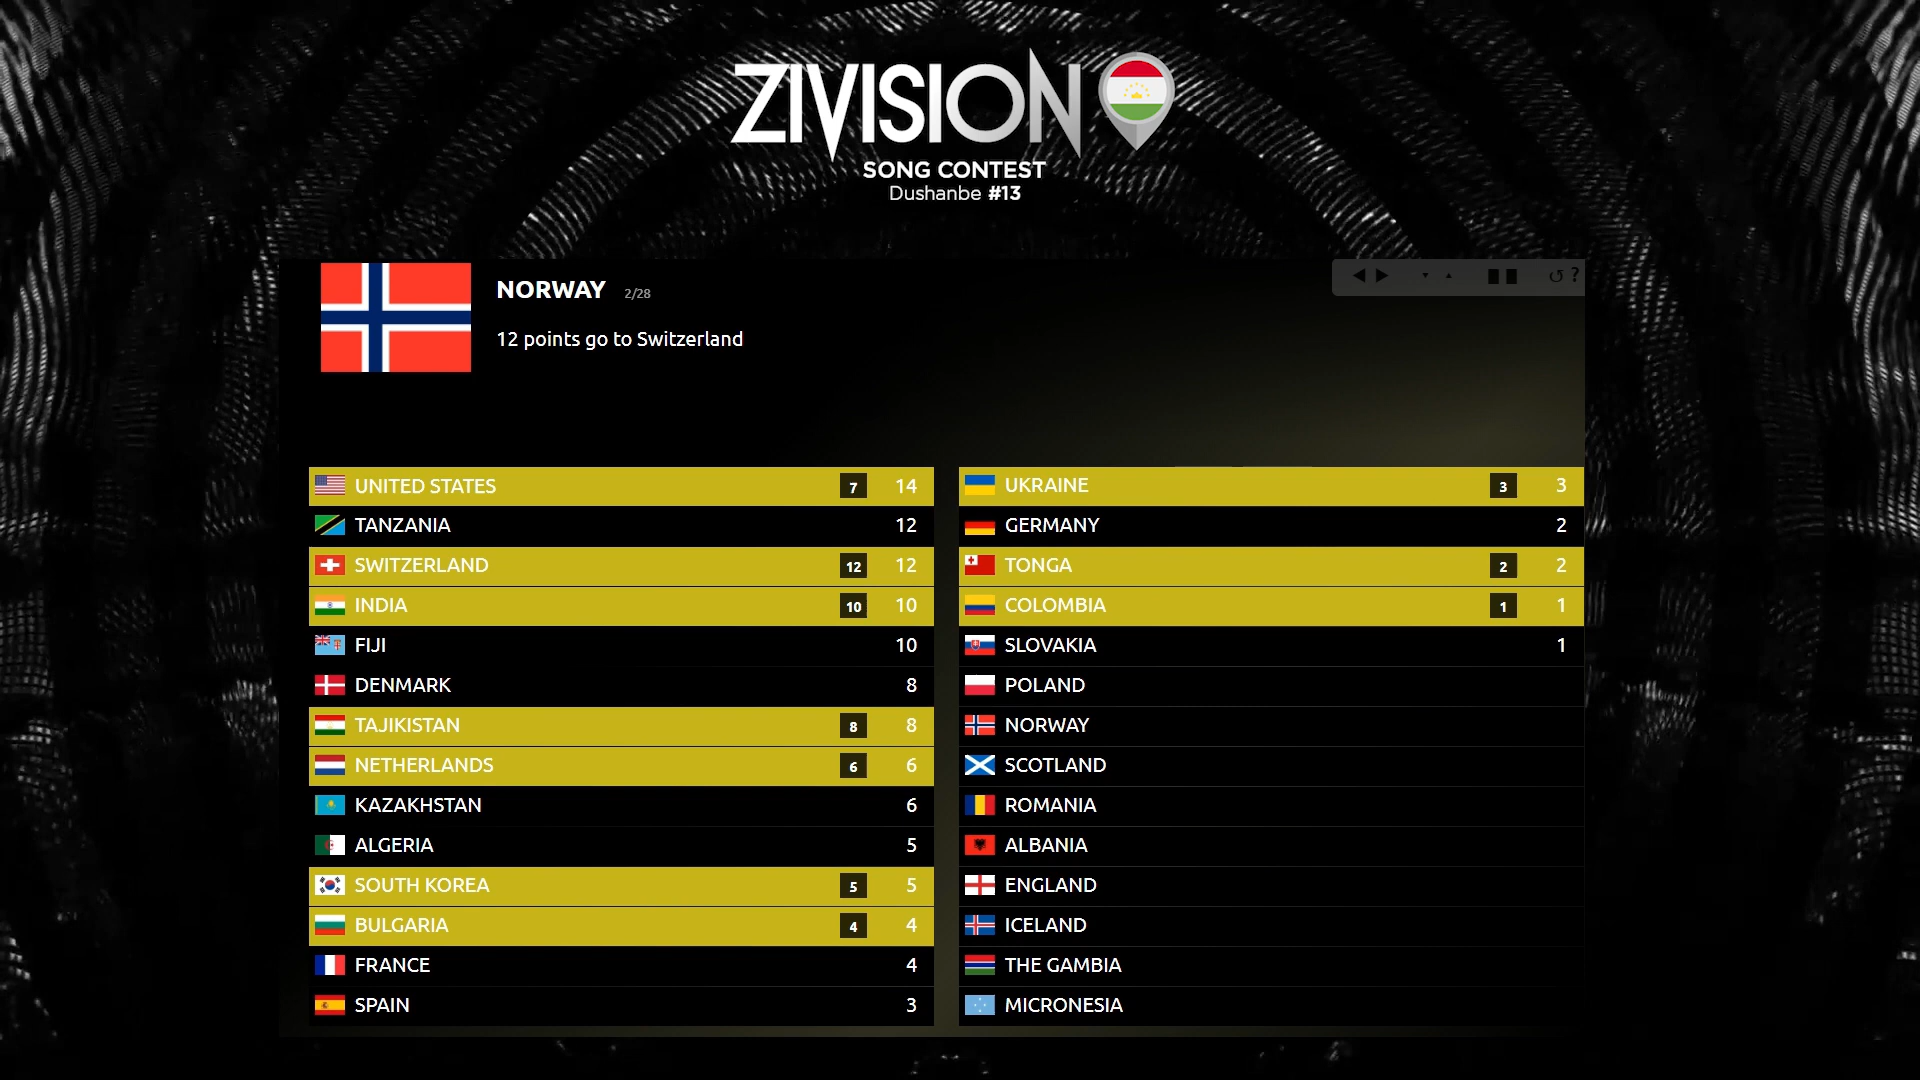 ZIVISION
SONG CONTEST
Dushanbe #13
NORWAY 2/28
12 points go to Switzerland
?
UNITED STATES 7 14
TANZANIA 12
SWITZERLAND 12 12
INDIA 10 10
FIJI 10
DENMARK 8
TAJIKISTAN 8 8
NETHERLANDS 6 6
KAZAKHSTAN 6
ALGERIA 5
SOUTH KOREA 5 5
BULGARIA 4 4
FRANCE 4
SPAIN 3
UKRAINE 3 3
GERMANY 2
TONGA 2 2
COLOMBIA 1 1
SLOVAKIA 1
POLAND
NORWAY
SCOTLAND
ROMANIA
ALBANIA
ENGLAND
ICELAND
THE GAMBIA
MICRONESIA